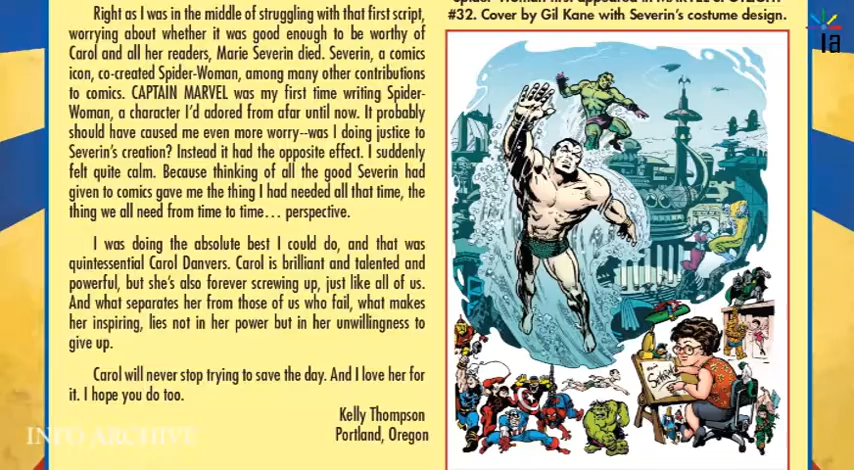 Right as I was in the middle of struggling with that first script,
worrying about whether it was good enough to be worthy of
Carol and all her readers, Marie Severin died. Severin, a comics
icon, co-created Spider-Woman, among many other contributions
to comics. CAPTAIN MARVEL was my first time writing Spider-
Woman, a character I'd adored from afar until now. It probably
should have caused me even more worry--was I doing justice to
Severin's creation? Instead it had the opposite effect. I suddenly
felt quite calm. Because thinking of all the good Severin had
given to comics gave me the thing I had needed all that time, the
thing we all need from time to time... perspective.
I was doing the absolute best I could do, and that was
quintessential Carol Danvers. Carol is brilliant and talented and
powerful, but she's also forever screwing up, just like all of us.
And what separates her from those of us who fail, what makes
her inspiring, lies not in her power but in her unwillingness to
give up.
Carol will never stop trying to save the day. And I love her for
it. I hope you do too.
Kelly Thompson
Portland, Oregon
#32. Cover by Gil Kane with Severin's costume design.
ia
INFO ARCHIVE